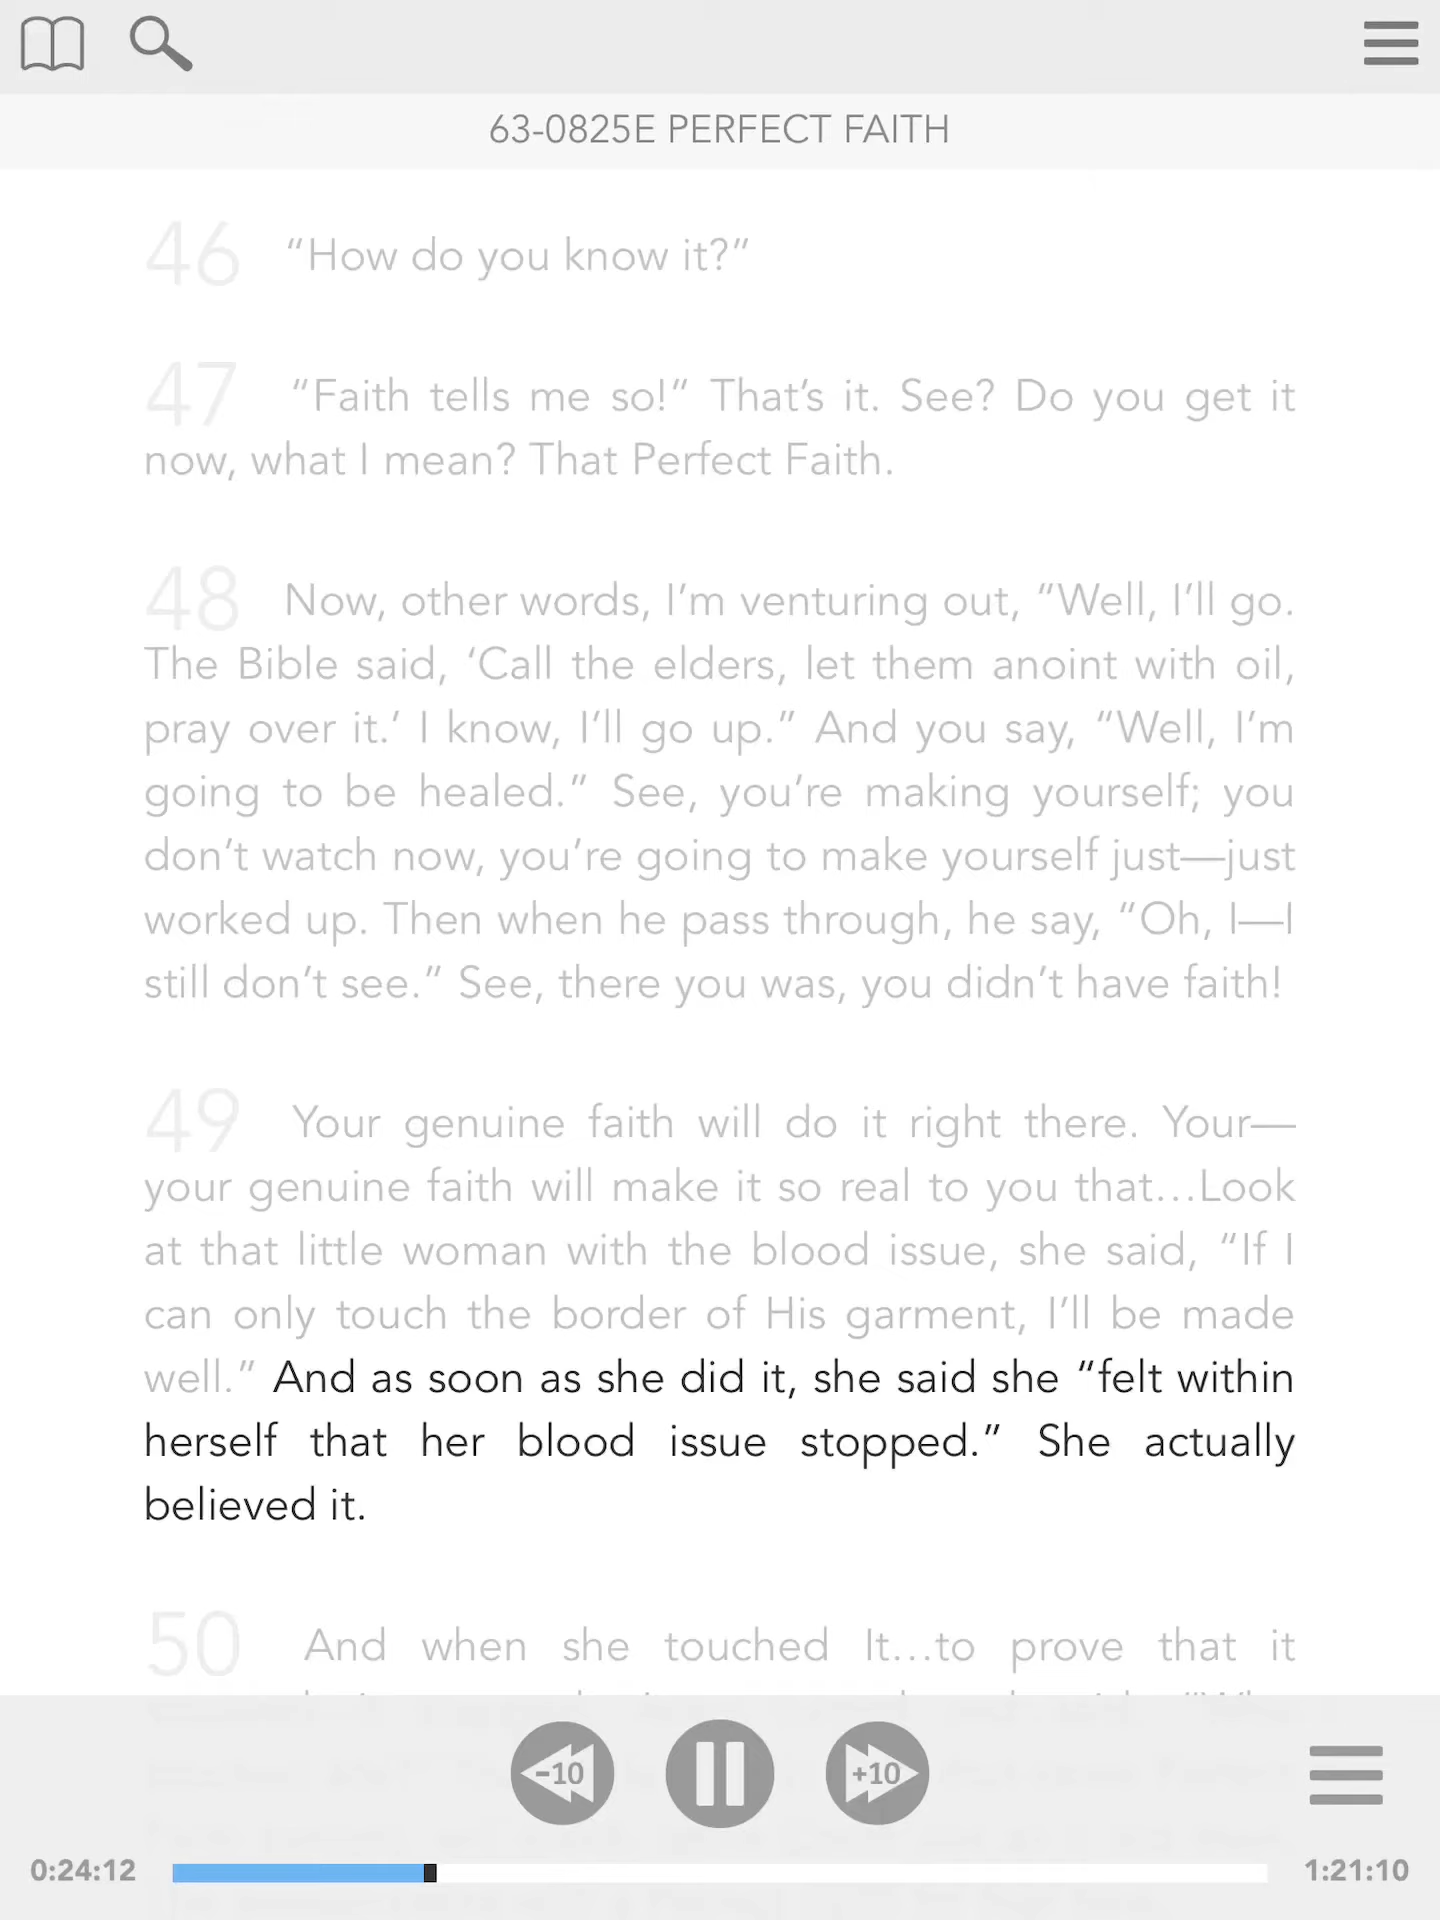 63-0825E PERFECT FAITH
46 “How do you know it?”
47 “Faith tells me so!” That’s it. See? Do you get it
now, what I mean? That Perfect Faith.
48 Now, other words, I’m venturing out, “Well, I’ll go.
The Bible said, ‘Call the elders, let them anoint with oil,
pray over it.’ I know, I’ll go up.” And you say, “Well, I’m
going to be healed.” See, you’re making yourself; you
don’t watch now, you’re going to make yourself just—just
worked up. Then when he pass through, he say, “Oh, I—I
still don’t see.” See, there you was, you didn’t have faith!
49 Your genuine faith will do it right there. Your—
your genuine faith will make it so real to you that…Look
at that little woman with the blood issue, she said, “If I
can only touch the border of His garment, I’ll be made
well.” And as soon as she did it, she said she “felt within
herself that her blood issue stopped.” She actually
believed it.
50 And when she touched It…to prove that it
-10 +10
0:24:12 1:21:10